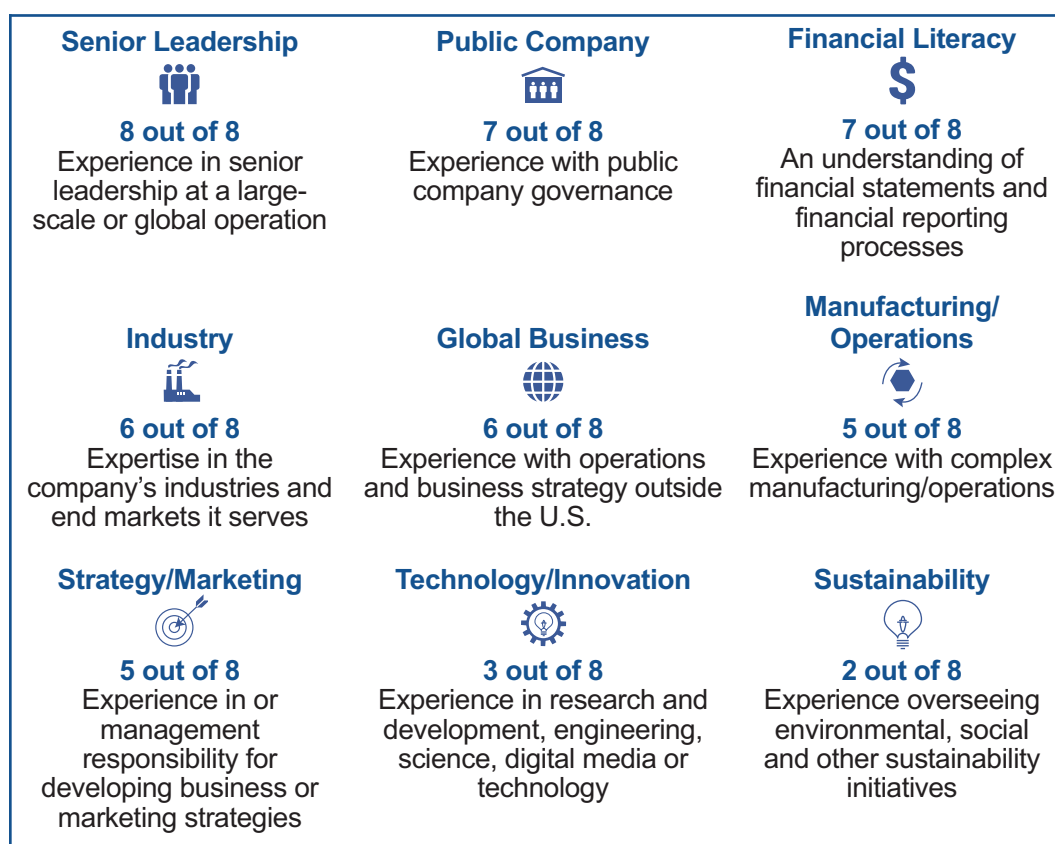 Senior Leadership
8 out of 8
Experience in senior
leadership at a large-
scale or global operation
Public Company
7 out of 8
Experience with public
company governance
Financial Literacy
$
7 out of 8
An understanding of
financial statements and
financial reporting
processes
Industry
6 out of 8
Expertise in the
company’s industries and
end markets it serves
Global Business
6 out of 8
Experience with operations
and business strategy outside
the U.S.
Manufacturing/
Operations
5 out of 8
Experience with complex
manufacturing/operations
Strategy/Marketing
5 out of 8
Experience in or
management
responsibility for
developing business or
marketing strategies
Technology/Innovation
3 out of 8
Experience in research and
development, engineering,
science, digital media or
technology
Sustainability
2 out of 8
Experience overseeing
environmental, social
and other sustainability
initiatives